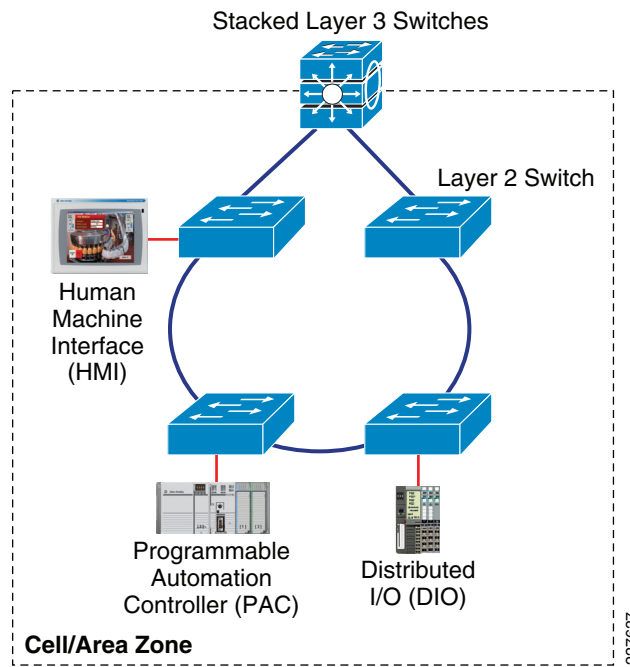 Stacked Layer 3 Switches
Layer 2 Switch
Human
Machine
Interface
(HMI)
Programmable
Automation
Controller (PAC)
Distributed
I/O (DIO)
Cell/Area Zone